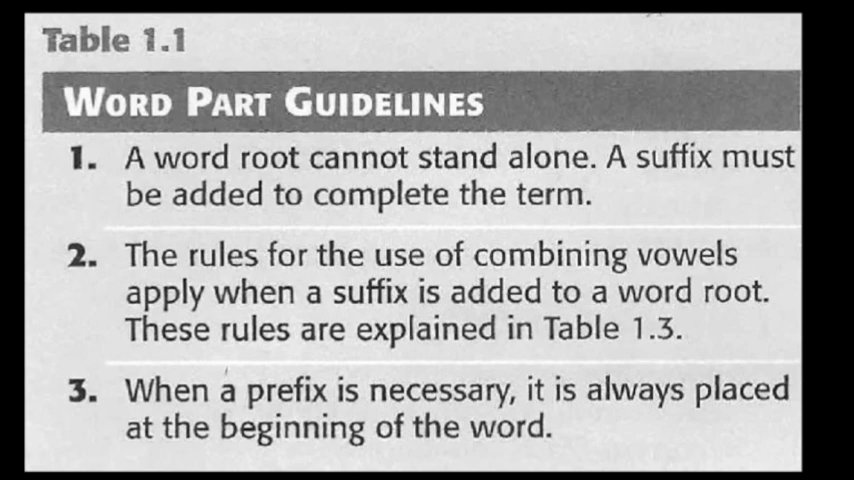 Table 1.1
WORD PART GUIDELINES
1. A word root cannot stand alone. A suffix must
be added to complete the term.
2. The rules for the use of combining vowels
apply when a suffix is added to a word root.
These rules are explained in Table 1.3.
3. When a prefix is necessary, it is always placed
at the beginning of the word.